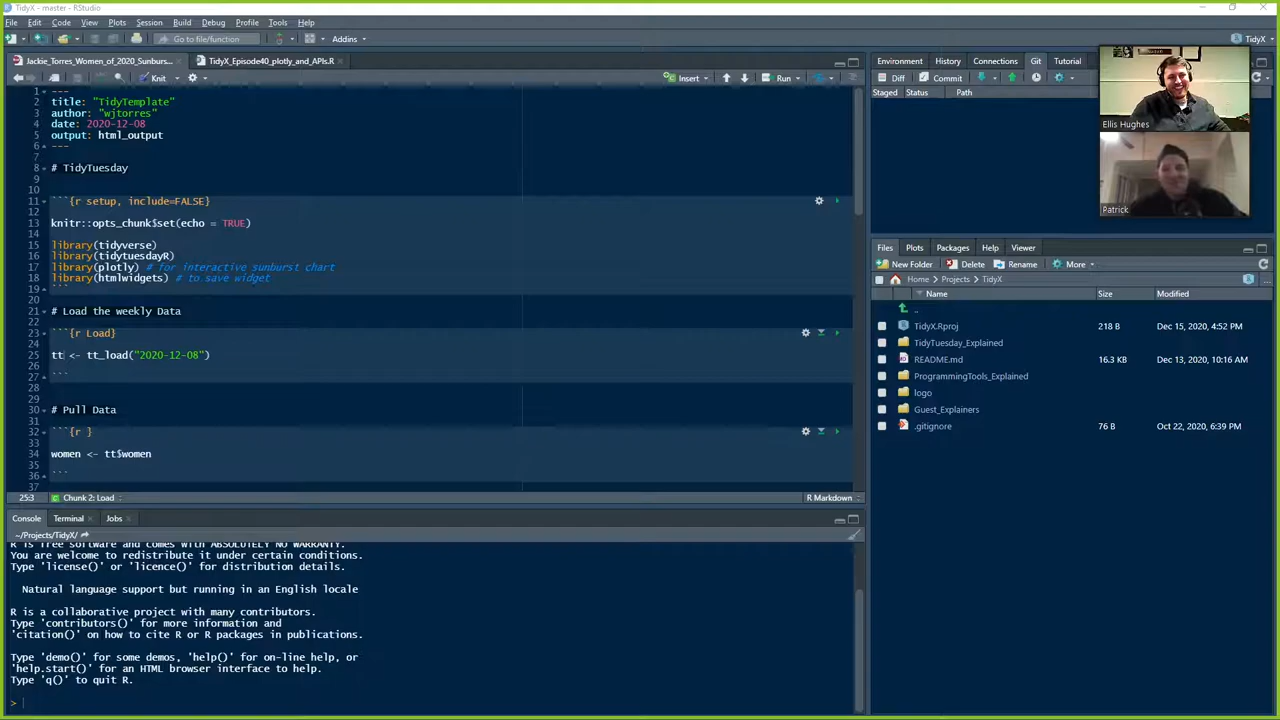 TidyX - master - RStudio
File Edit Code View Plots Session Build Debug Profile Tools Help
Go to file/function Addins TidyX
Jackie_Torres_Women_of_2020_Sunburs... TidyX_Episode40_plotly_and_APIs.R
Knit Insert Run
1 ---
2 title: "TidyTemplate"
3 author: "wjtorres"
4 date: 2020-12-08
5 output: html_output
6 ---
7
8 # TidyTuesday
9
10
11 ```{r setup, include=FALSE}
12
13 knitr::opts_chunk$set(echo = TRUE)
14
15 library(tidyverse)
16 library(tidytuesdayR)
17 library(plotly) # for interactive sunburst chart
18 library(htmlwidgets) # to save widget
19 ```
20
21 # Load the weekly Data
22
23 ```{r Load}
24
25 tt <- tt_load("2020-12-08")
26
27 ```
28
29
30 # Pull Data
31
32 ```{r }
33
34 women <- tt$women
35
36 ```
37
25:3 Chunk 2: Load R Markdown
Console Terminal Jobs
~/Projects/TidyX/
R is free software and comes with ABSOLUTELY NO WARRANTY.
You are welcome to redistribute it under certain conditions.
Type 'license()' or 'licence()' for distribution details.
Natural language support but running in an English locale
R is a collaborative project with many contributors.
Type 'contributors()' for more information and
'citation()' on how to cite R or R packages in publications.
Type 'demo()' for some demos, 'help()' for on-line help, or
'help.start()' for an HTML browser interface to help.
Type 'q()' to quit R.
>
Environment History Connections Git Tutorial
Diff Commit
Staged Status Path
Ellis Hughes
Patrick
Files Plots Packages Help Viewer
New Folder Delete Rename More
Home Projects TidyX
Name Size Modified
..
TidyX.Rproj 218 B Dec 15, 2020, 4:52 PM
TidyTuesday_Explained
README.md 16.3 KB Dec 13, 2020, 10:16 AM
ProgrammingTools_Explained
logo
Guest_Explainers
.gitignore 76 B Oct 22, 2020, 6:39 PM